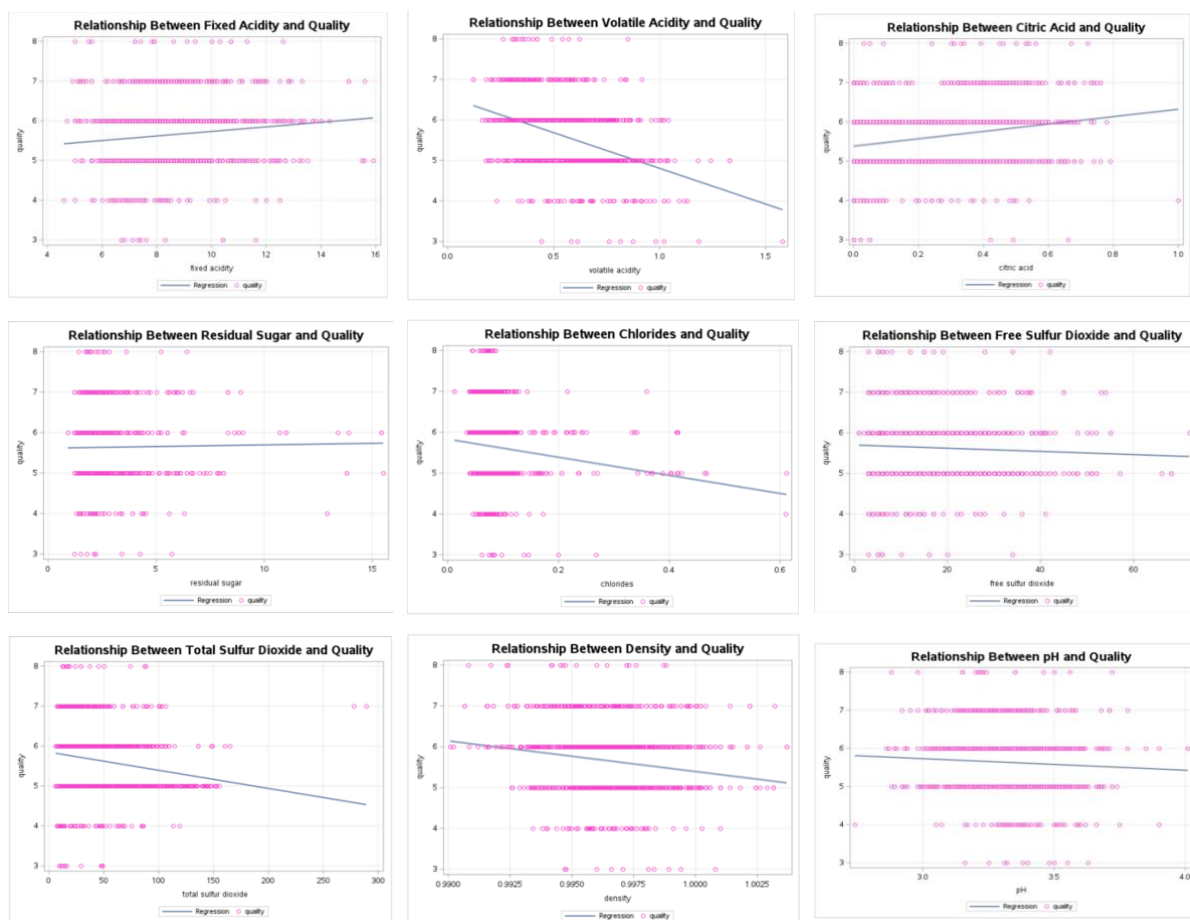 Relationship Between Fixed Acidity and Quality
8
7
6
5
4
3
quality
4 6 8 10 12 14 16
fixed acidity
Regression quality
Relationship Between Volatile Acidity and Quality
8
7
6
5
4
3
quality
0.0 0.5 1.0 1.5
volatile acidity
Regression quality
Relationship Between Citric Acid and Quality
8
7
6
5
4
3
quality
0.0 0.2 0.4 0.6 0.8 1.0
citric acid
Regression quality
Relationship Between Residual Sugar and Quality
8
7
6
5
4
3
quality
0 5 10 15
residual sugar
Regression quality
Relationship Between Chlorides and Quality
8
7
6
5
4
3
quality
0.0 0.2 0.4 0.6
chlorides
Regression quality
Relationship Between Free Sulfur Dioxide and Quality
8
7
6
5
4
3
quality
0 20 40 60
free sulfur dioxide
Regression quality
Relationship Between Total Sulfur Dioxide and Quality
8
7
6
5
4
3
quality
0 50 100 150 200 250 300
total sulfur dioxide
Regression quality
Relationship Between Density and Quality
8
7
6
5
4
3
quality
0.9900 0.9925 0.9950 0.9975 1.0000 1.0025
density
Regression quality
Relationship Between pH and Quality
8
7
6
5
4
3
quality
3.0 3.5 4.0
pH
Regression quality